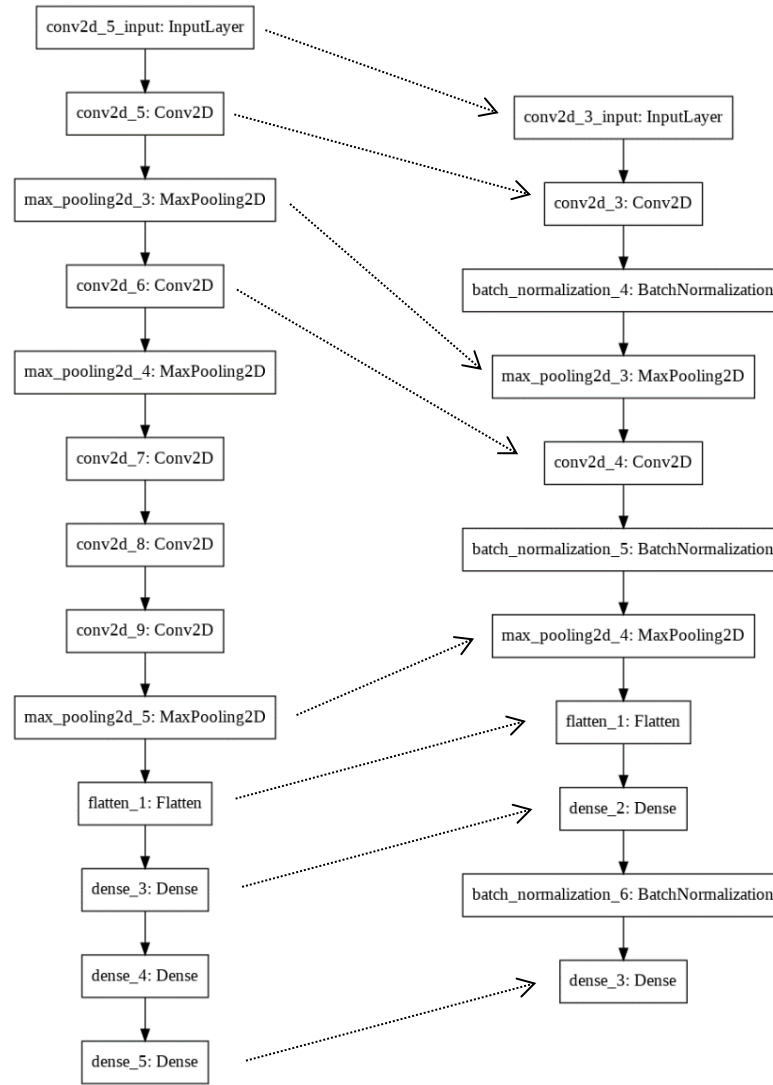 conv2d_5_input: InputLayer
conv2d_5: Conv2D
max_pooling2d_3: MaxPooling2D
conv2d_6: Conv2D
max_pooling2d_4: MaxPooling2D
conv2d_7: Conv2D
conv2d_8: Conv2D
conv2d_9: Conv2D
max_pooling2d_5: MaxPooling2D
flatten_1: Flatten
dense_3: Dense
dense_4: Dense
dense_5: Dense
conv2d_3_input: InputLayer
conv2d_3: Conv2D
batch_normalization_4: BatchNormalization
max_pooling2d_3: MaxPooling2D
conv2d_4: Conv2D
batch_normalization_5: BatchNormalization
max_pooling2d_4: MaxPooling2D
flatten_1: Flatten
dense_2: Dense
batch_normalization_6: BatchNormalization
dense_3: Dense